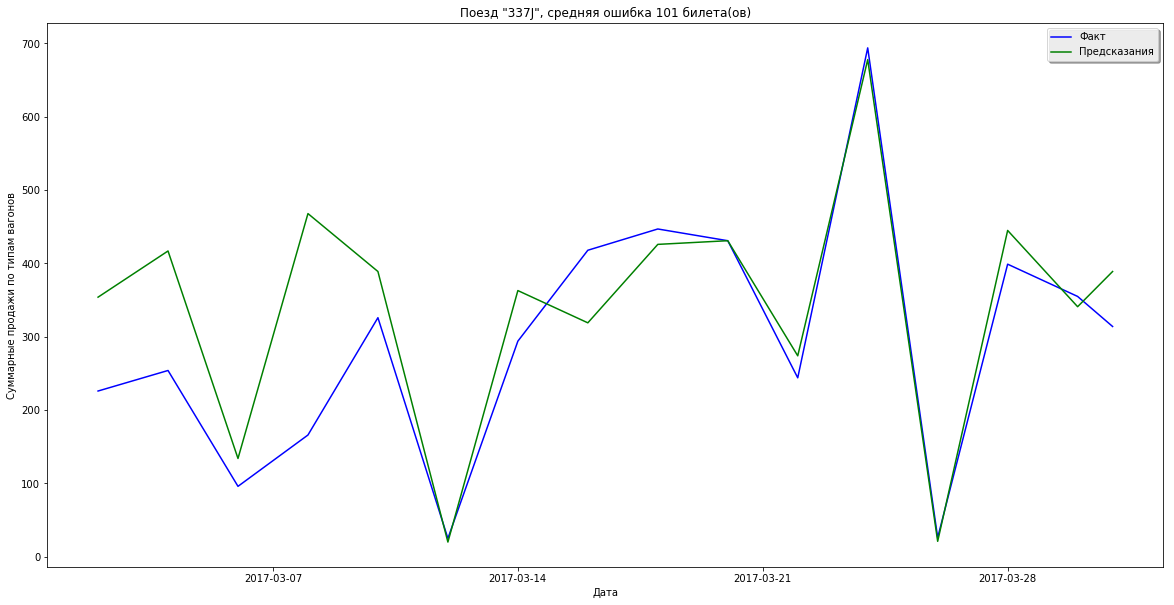 Поезд "337J", средняя ошибка 101 билета(ов)
Факт
Предсказания
700
600
500
400
300
200
100
0
Суммарные продажи по типам вагонов
2017-03-07
2017-03-14
2017-03-21
2017-03-28
Дата